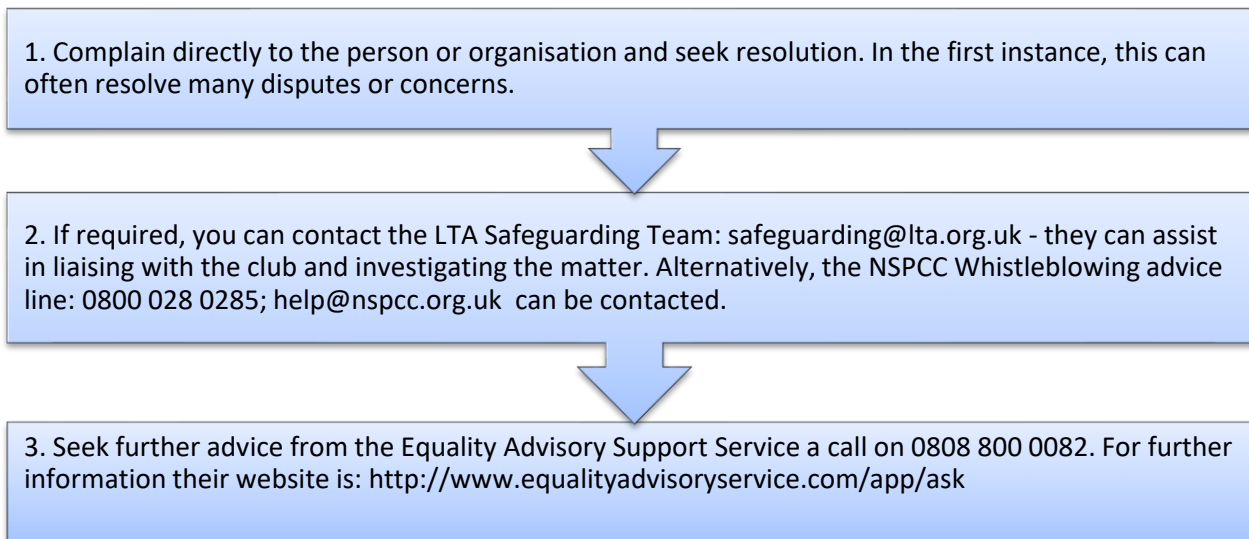 1. Complain directly to the person or organisation and seek resolution. In the first instance, this can
often resolve many disputes or concerns.
2. If required, you can contact the LTA Safeguarding Team: safeguarding@lta.org.uk - they can assist
in liaising with the club and investigating the matter. Alternatively, the NSPCC Whistleblowing advice
line: 0800 028 0285; help@nspcc.org.uk  can be contacted.
3. Seek further advice from the Equality Advisory Support Service a call on 0808 800 0082. For further
information their website is: http://www.equalityadvisoryservice.com/app/ask